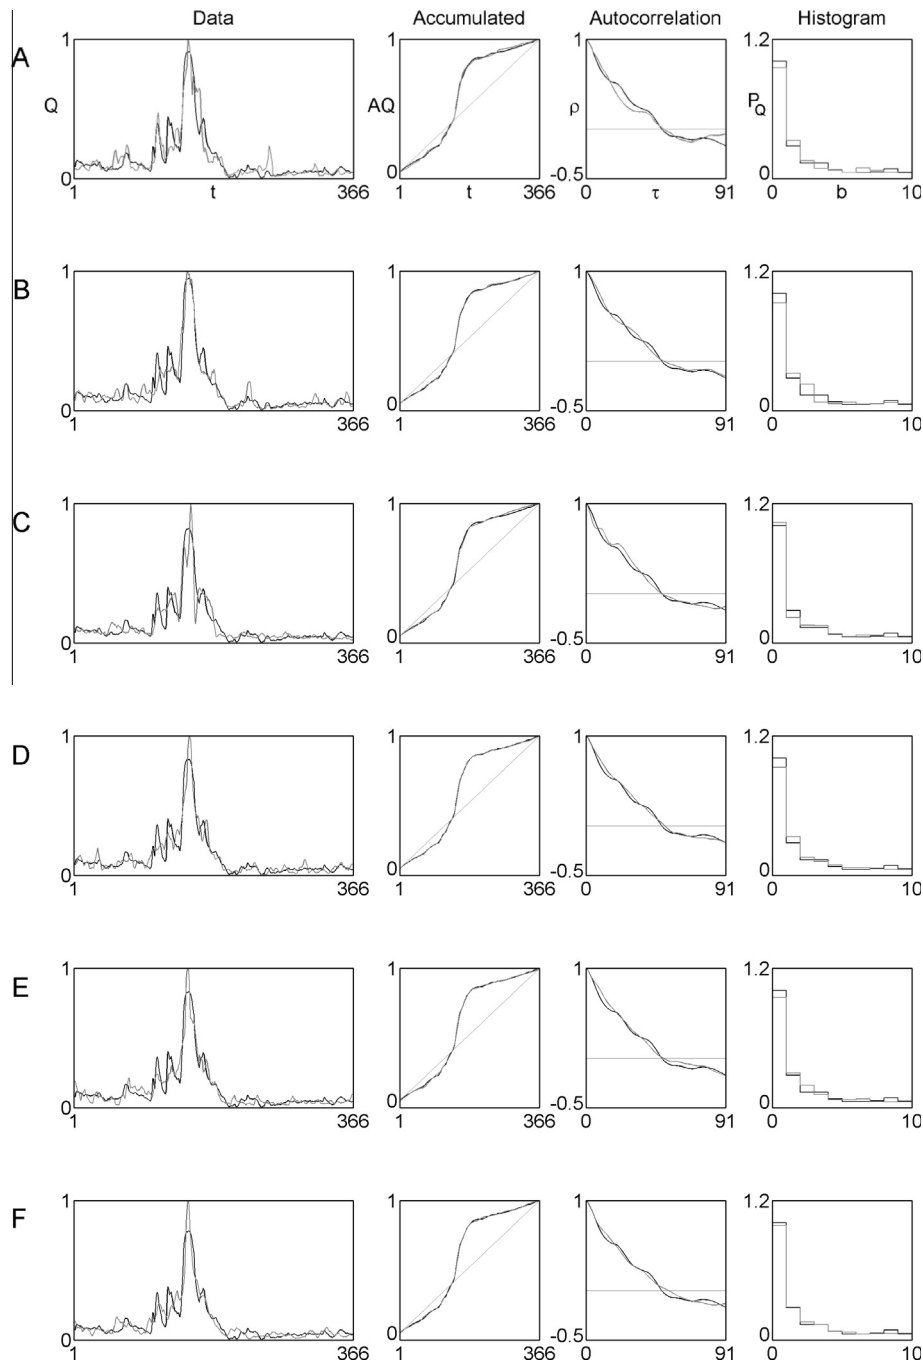 Data Accumulated Autocorrelation Histogram
A 1 Q 0 1 t 366 1 AQ 0 1 t 366 1 ρ -0.5 0 τ 91 1.2 P_Q 0 0 b 10
B 1 0 1 366 1 0 1 366 1 -0.5 0 91 1.2 0 0 10
C 1 0 1 366 1 0 1 366 1 -0.5 0 91 1.2 0 0 10
D 1 0 1 366 1 0 1 366 1 -0.5 0 91 1.2 0 0 10
E 1 0 1 366 1 0 1 366 1 -0.5 0 91 1.2 0 0 10
F 1 0 1 366 1 0 1 366 1 -0.5 0 91 1.2 0 0 10